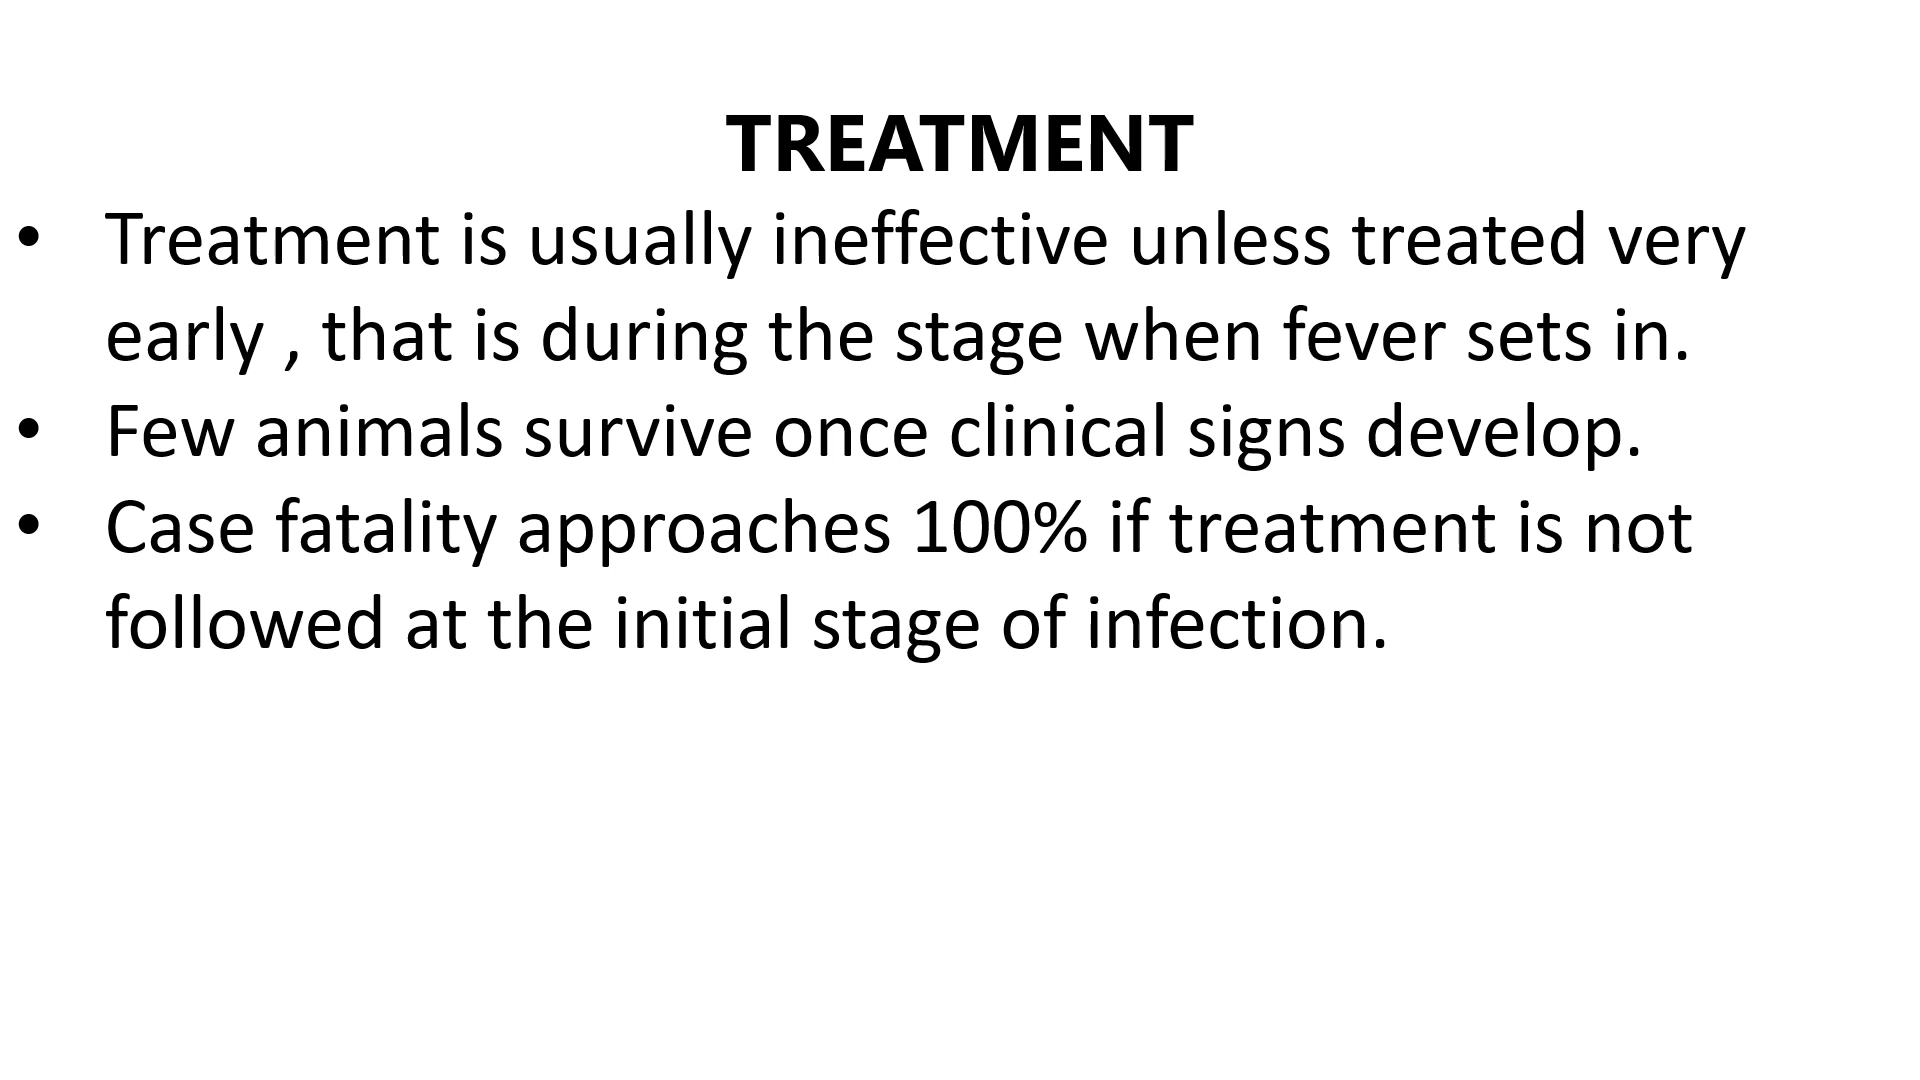 TREATMENT
• Treatment is usually ineffective unless treated very
early , that is during the stage when fever sets in.
• Few animals survive once clinical signs develop.
• Case fatality approaches 100% if treatment is not
followed at the initial stage of infection.